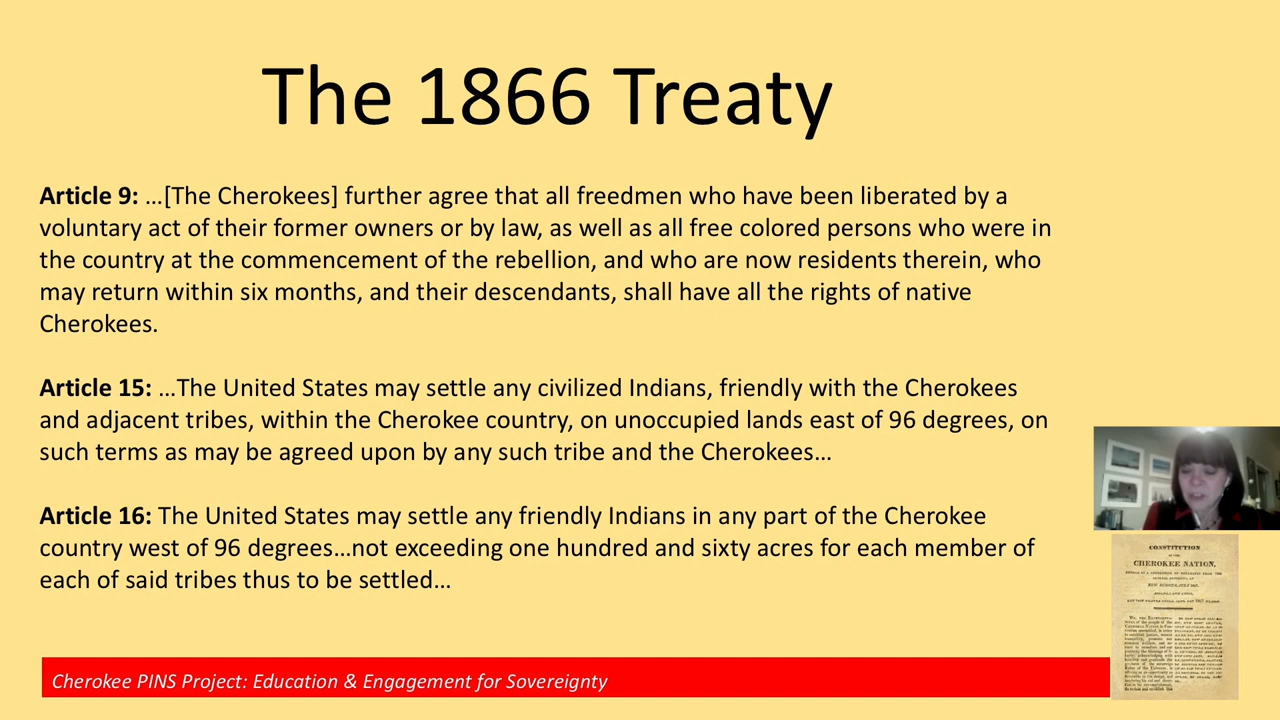 The 1866 Treaty
Article 9: …[The Cherokees] further agree that all freedmen who have been liberated by a
voluntary act of their former owners or by law, as well as all free colored persons who were in
the country at the commencement of the rebellion, and who are now residents therein, who
may return within six months, and their descendants, shall have all the rights of native
Cherokees.
Article 15: …The United States may settle any civilized Indians, friendly with the Cherokees
and adjacent tribes, within the Cherokee country, on unoccupied lands east of 96 degrees, on
such terms as may be agreed upon by any such tribe and the Cherokees…
Article 16: The United States may settle any friendly Indians in any part of the Cherokee
country west of 96 degrees…not exceeding one hundred and sixty acres for each member of
each of said tribes thus to be settled…
CONSTITUTION
OF THE
CHEROKEE NATION,
Cherokee PINS Project: Education & Engagement for Sovereignty